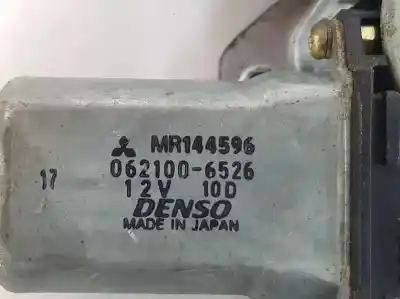 MR144596
17 062100-6526
12V 10D
DENSO
MADE IN JAPAN